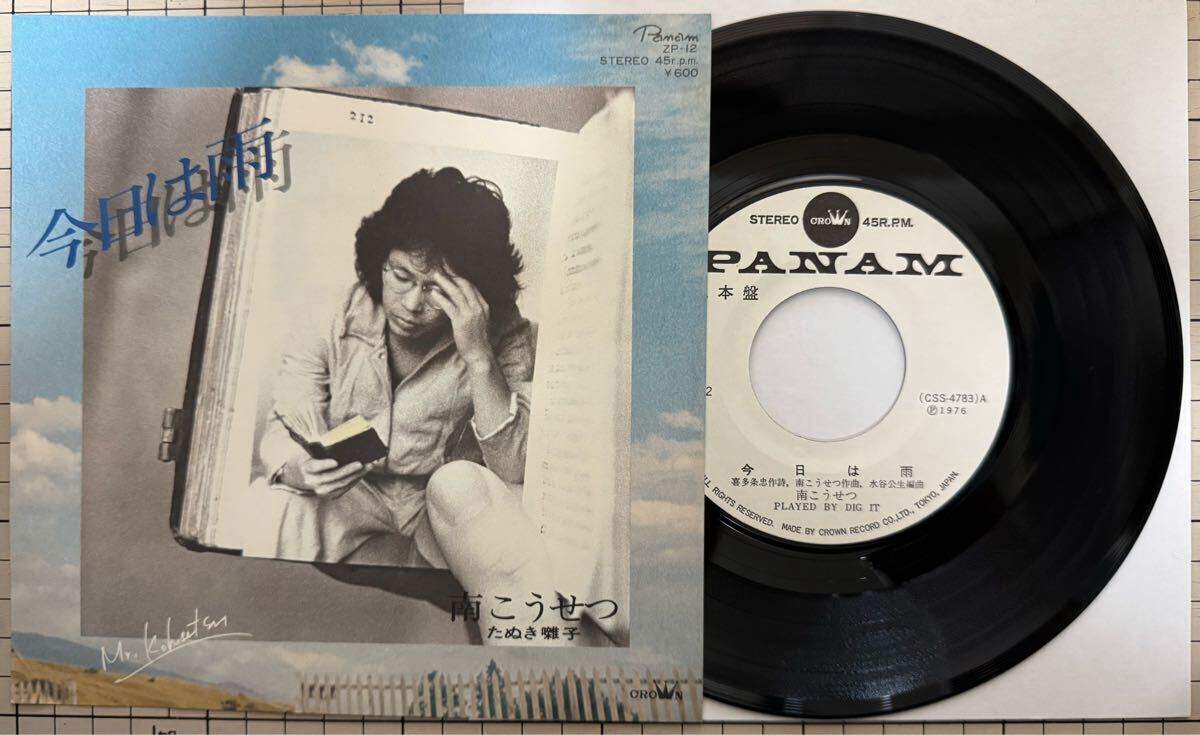 Panam
ZP-12
STEREO 45r.p.m.
¥600
212
今日は雨
南こうせつ
たぬき囃子
Mr. Kohsetsu
CROWN
STEREO CROWN 45R.P.M.
PANAM
本盤
2
(CSS-4783)A
Ⓟ1976
今日は雨
喜多条忠作詩、南こうせつ作曲、水谷公生編曲
南こうせつ
PLAYED BY DIG IT
ALL RIGHTS RESERVED. MADE BY CROWN RECORD CO.,LTD., TOKYO, JAPAN.